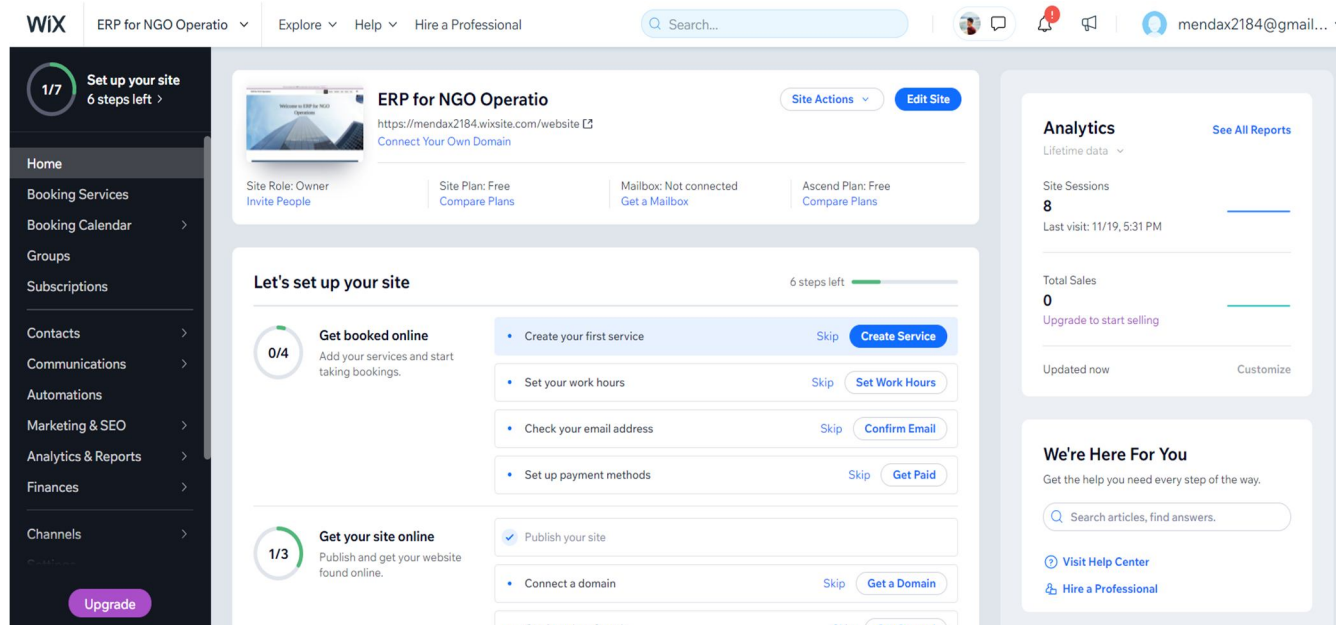 WiX
ERP for NGO Operatio
Explore
Help
Hire a Professional
Search...
mendax2184@gmail...
1/7
Set up your site
6 steps left >
Home
Booking Services
Booking Calendar
Groups
Subscriptions
Contacts
Communications
Automations
Marketing & SEO
Analytics & Reports
Finances
Channels
Settings
Upgrade
Welcome to ERP for NGO
Operations
ERP for NGO Operatio
https://mendax2184.wixsite.com/website
Connect Your Own Domain
Site Actions
Edit Site
Site Role: Owner
Invite People
Site Plan: Free
Compare Plans
Mailbox: Not connected
Get a Mailbox
Ascend Plan: Free
Compare Plans
Let's set up your site
6 steps left
0/4
Get booked online
Add your services and start
taking bookings.
Create your first service
Skip
Create Service
Set your work hours
Skip
Set Work Hours
Check your email address
Skip
Confirm Email
Set up payment methods
Skip
Get Paid
1/3
Get your site online
Publish and get your website
found online.
Publish your site
Connect a domain
Skip
Get a Domain
Analytics
See All Reports
Lifetime data
Site Sessions
8
Last visit: 11/19, 5:31 PM
Total Sales
0
Upgrade to start selling
Updated now
Customize
We're Here For You
Get the help you need every step of the way.
Search articles, find answers.
Visit Help Center
Hire a Professional